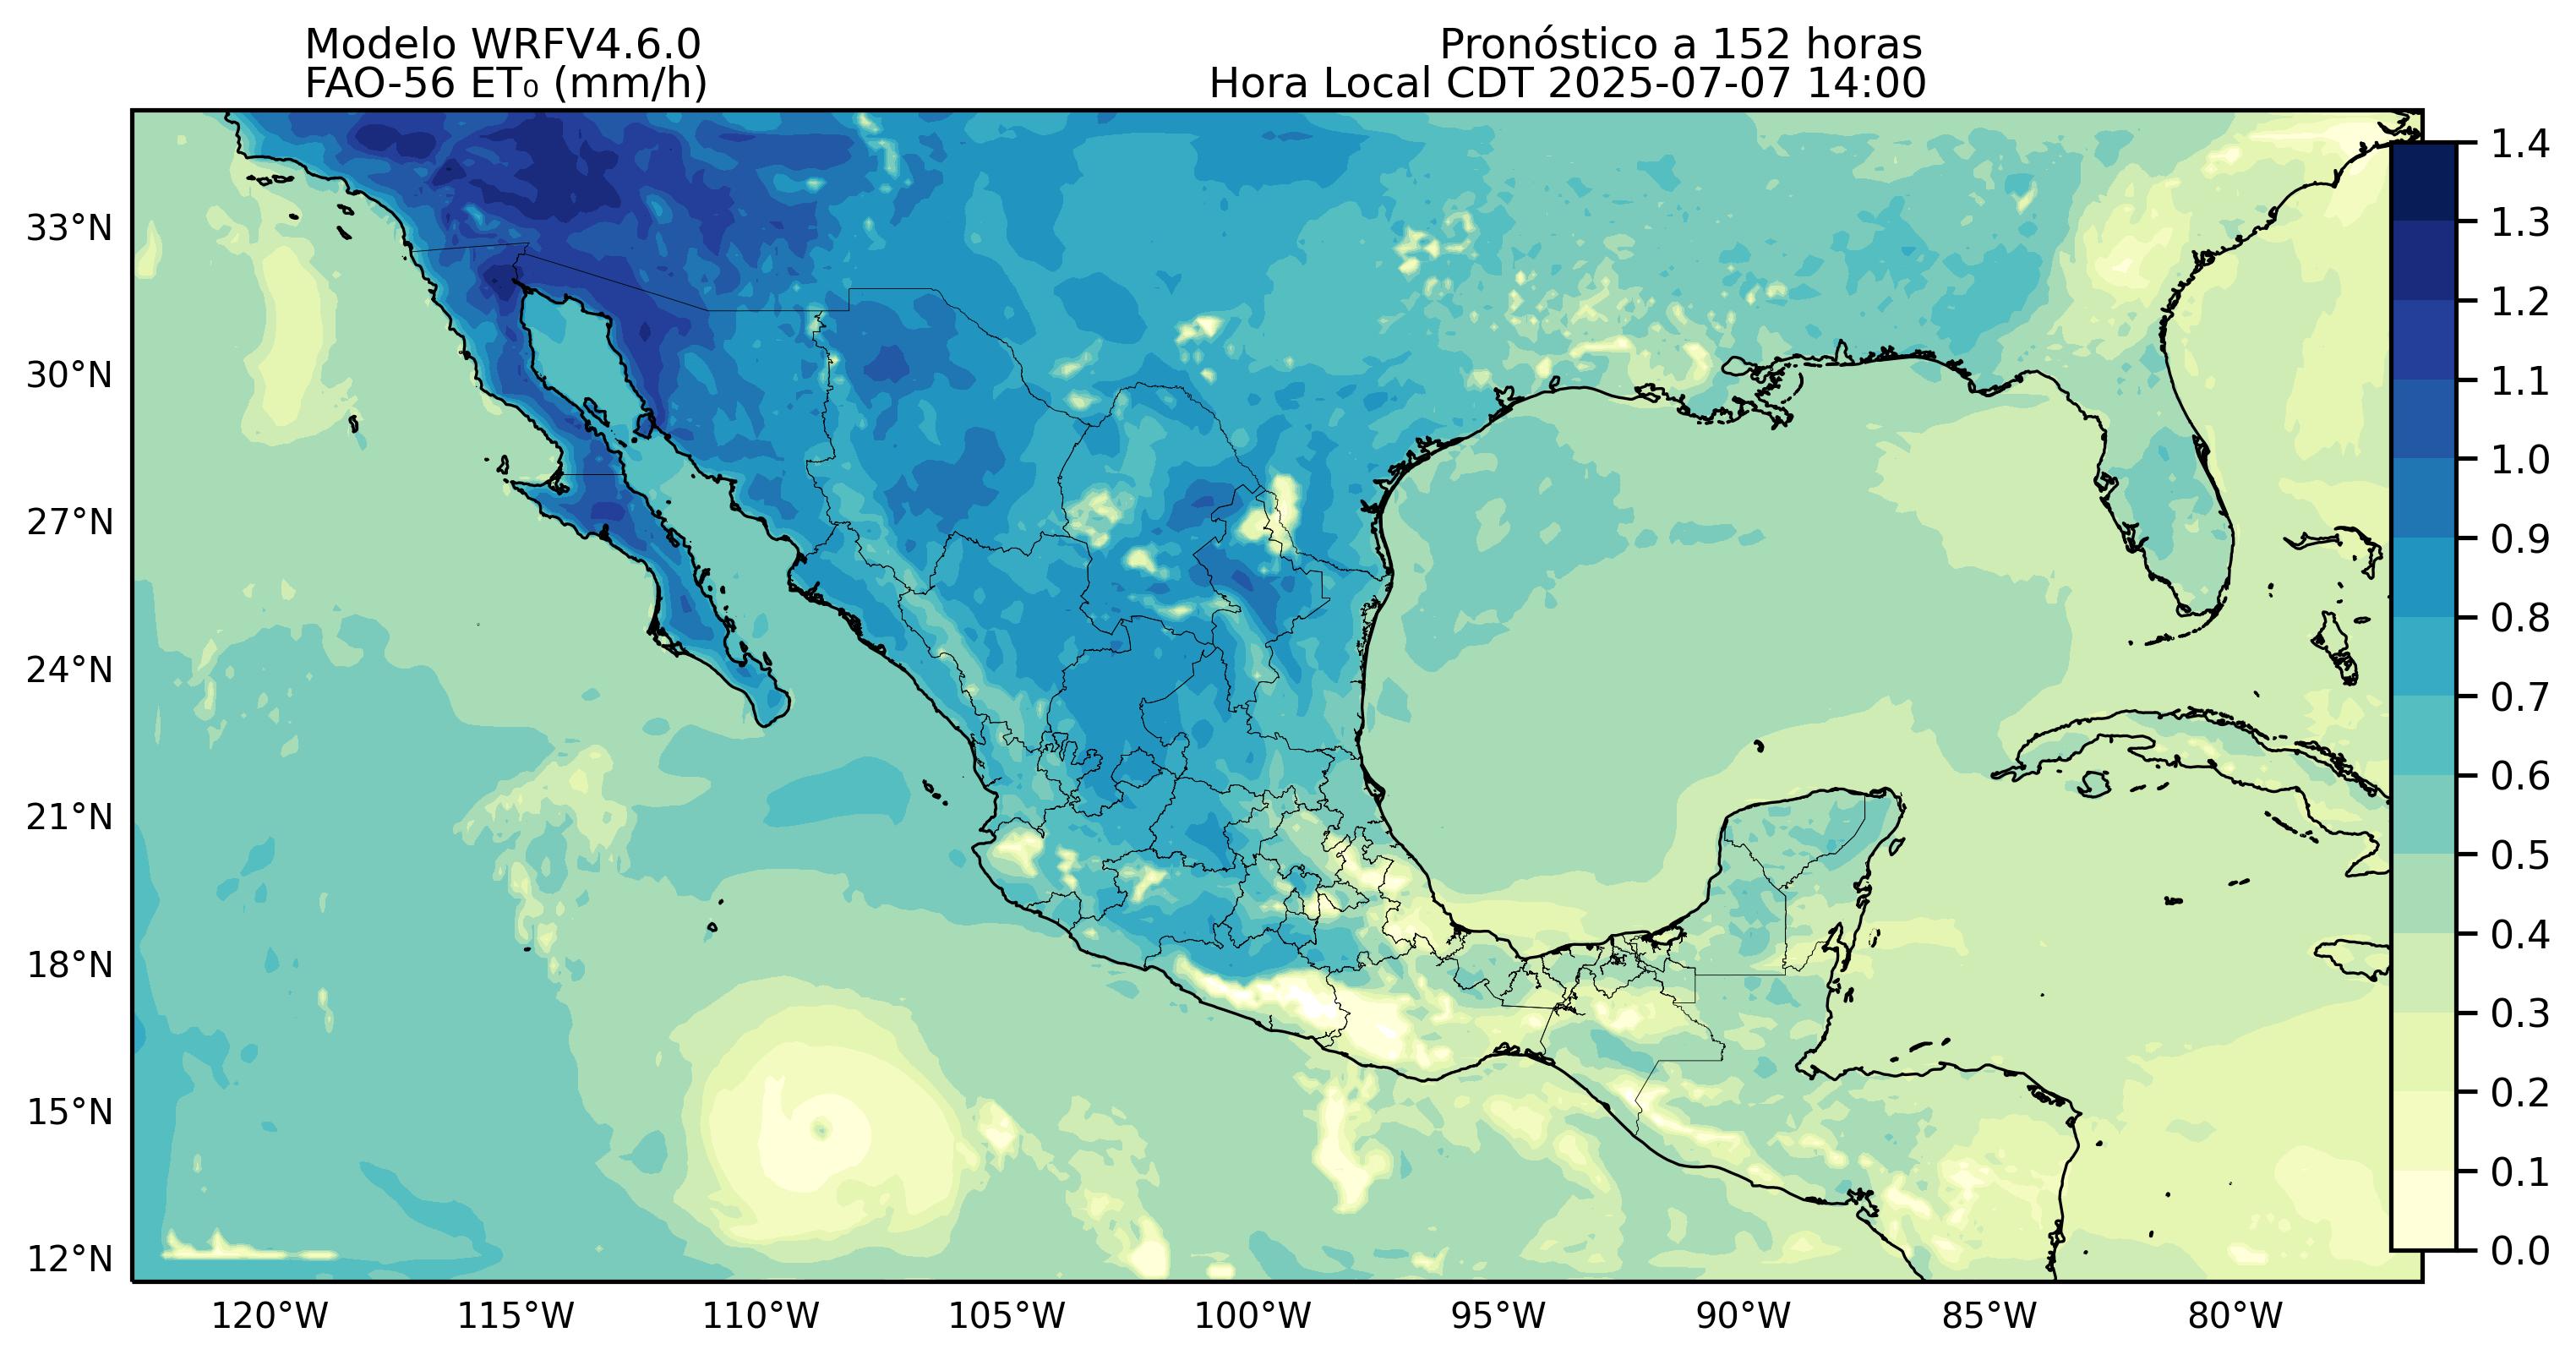 Modelo WRFV4.6.0
FAO-56 ET₀ (mm/h)
Pronóstico a 152 horas
Hora Local CDT 2025-07-07 14:00
33°N
30°N
27°N
24°N
21°N
18°N
15°N
12°N
120°W
115°W
110°W
105°W
100°W
95°W
90°W
85°W
80°W
1.4
1.3
1.2
1.1
1.0
0.9
0.8
0.7
0.6
0.5
0.4
0.3
0.2
0.1
0.0